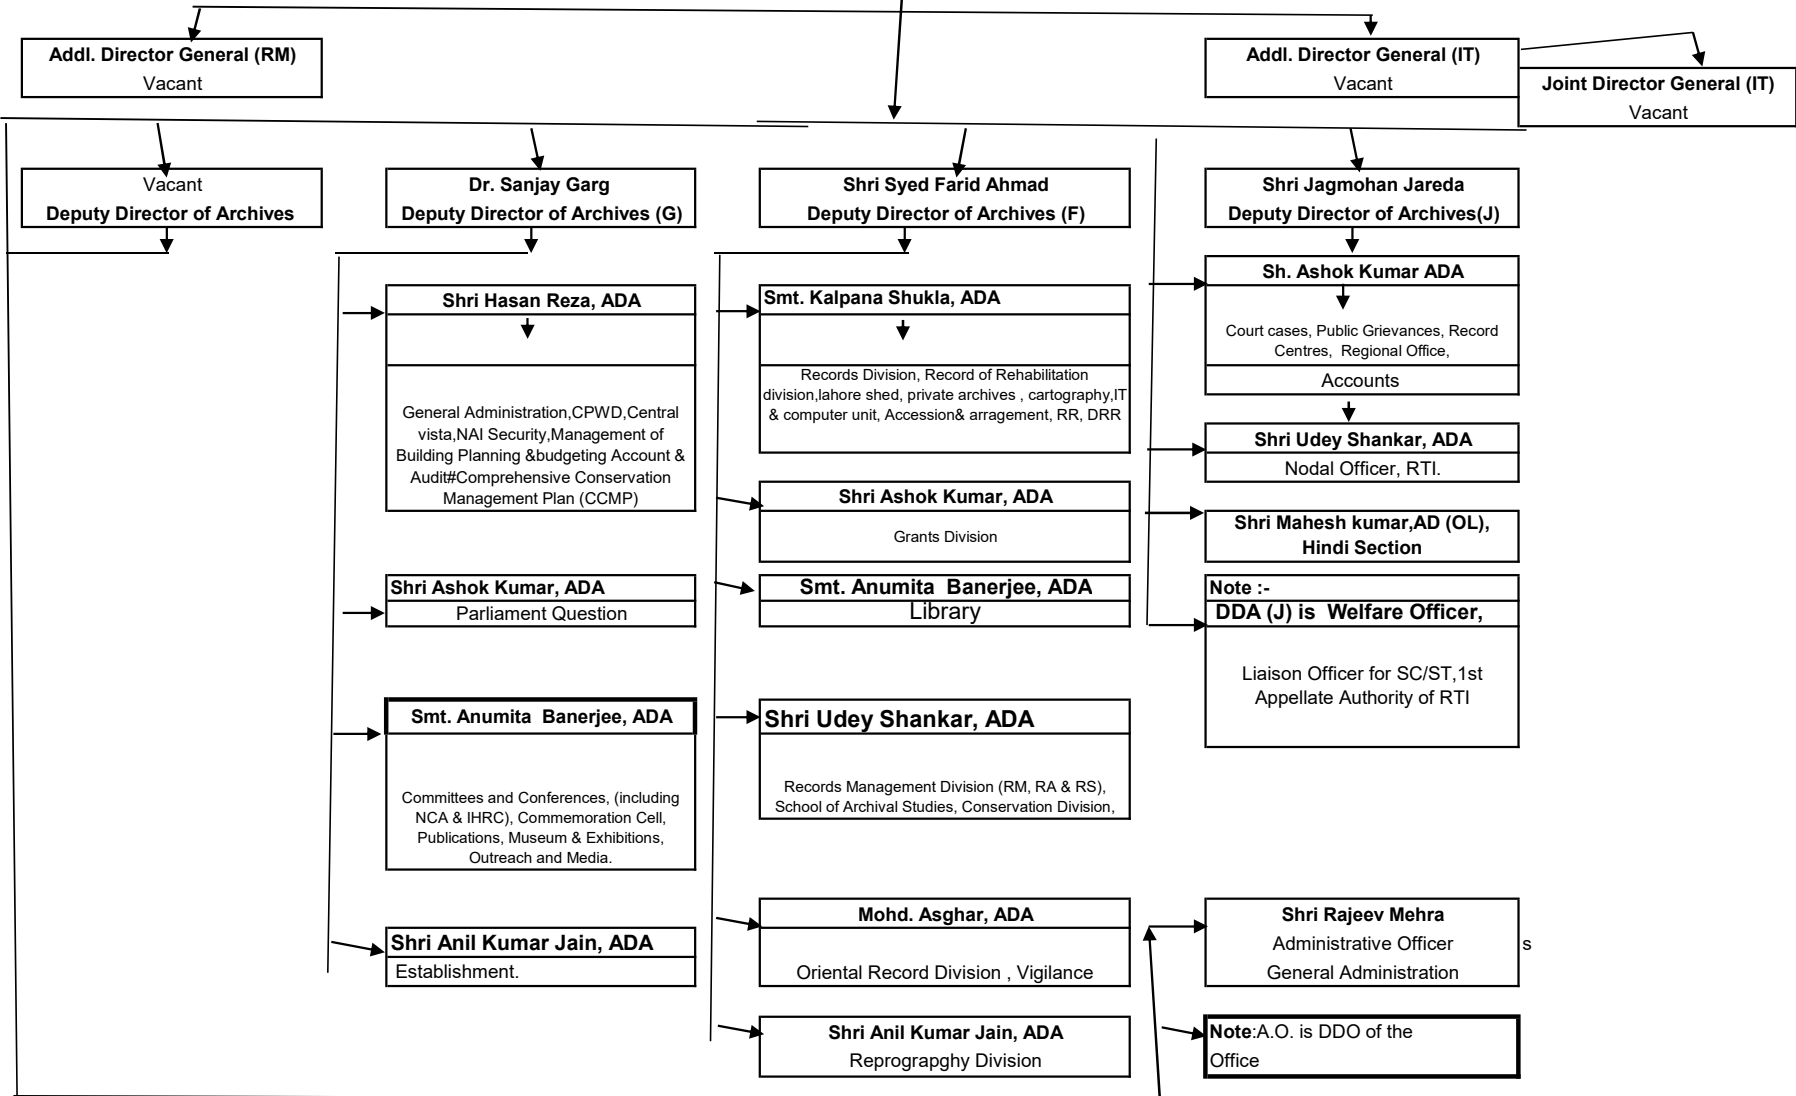 Addl. Director General (RM)
Vacant
Addl. Director General (IT)
Vacant
Joint Director General (IT)
Vacant
Vacant
Deputy Director of Archives
Dr. Sanjay Garg
Deputy Director of Archives (G)
Shri Hasan Reza, ADA
General Administration,CPWD,Central
vista,NAI Security,Management of
Building Planning &budgeting Account &
Audit#Comprehensive Conservation
Management Plan (CCMP)
Shri Ashok Kumar, ADA
Parliament Question
Smt. Anumita  Banerjee, ADA
Committees and Conferences, (including
NCA & IHRC), Commemoration Cell,
Publications, Museum & Exhibitions,
Outreach and Media.
Shri Anil Kumar Jain, ADA
Establishment.
Shri Syed Farid Ahmad
Deputy Director of Archives (F)
Smt. Kalpana Shukla, ADA
Records Division, Record of Rehabilitation
division,lahore shed, private archives , cartography,IT
& computer unit, Accession& arragement, RR, DRR
Shri Ashok Kumar, ADA
Grants Division
Smt. Anumita  Banerjee, ADA
Library
Shri Udey Shankar, ADA
Records Management Division (RM, RA & RS),
School of Archival Studies, Conservation Division,
Mohd. Asghar, ADA
Oriental Record Division , Vigilance
Shri Anil Kumar Jain, ADA
Reprograpghy Division
Shri Jagmohan Jareda
Deputy Director of Archives(J)
Sh. Ashok Kumar ADA
Court cases, Public Grievances, Record
Centres,  Regional Office,
Accounts
Shri Udey Shankar, ADA
Nodal Officer, RTI.
Shri Mahesh kumar,AD (OL),
Hindi Section
Note :-
DDA (J) is  Welfare Officer,
Liaison Officer for SC/ST,1st
Appellate Authority of RTI
Shri Rajeev Mehra
Administrative Officer
s
General Administration
Note:A.O. is DDO of the
Office